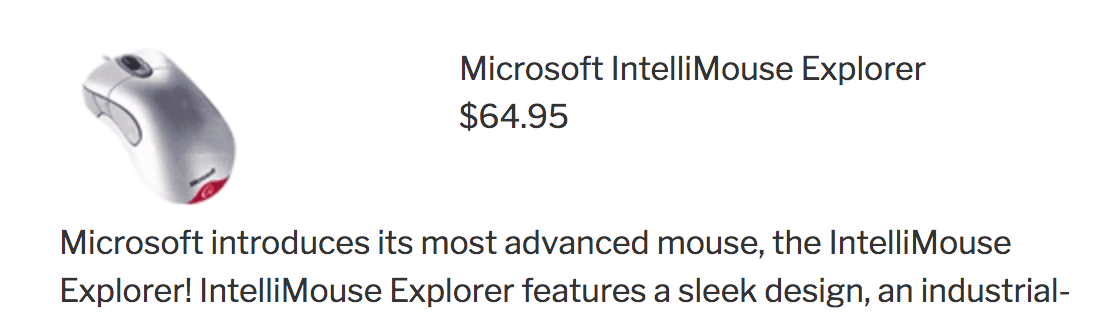 Microsoft IntelliMouse Explorer
$64.95
Microsoft
Microsoft introduces its most advanced mouse, the IntelliMouse
Explorer! IntelliMouse Explorer features a sleek design, an industrial-